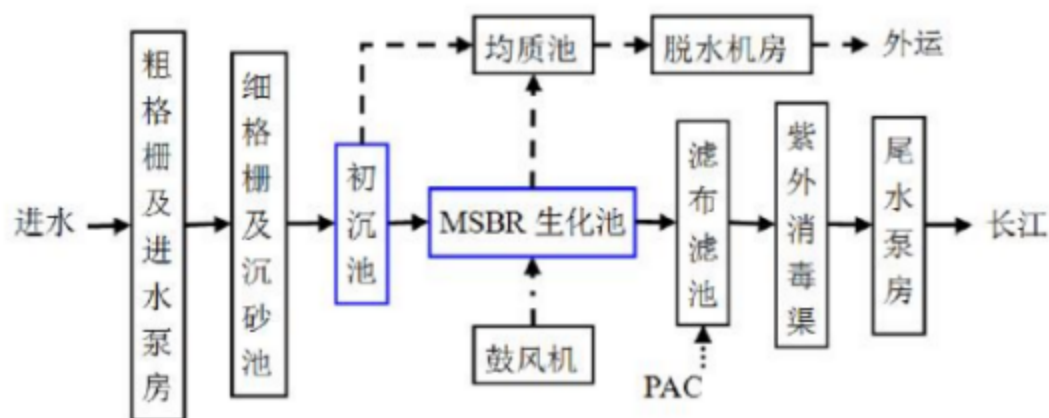 均质池
脱水机房
外运
进水
粗格栅及进水泵房
细格栅及沉砂池
初沉池
MSBR 生化池
滤布滤池
紫外消毒渠
尾水泵房
长江
鼓风机
PAC